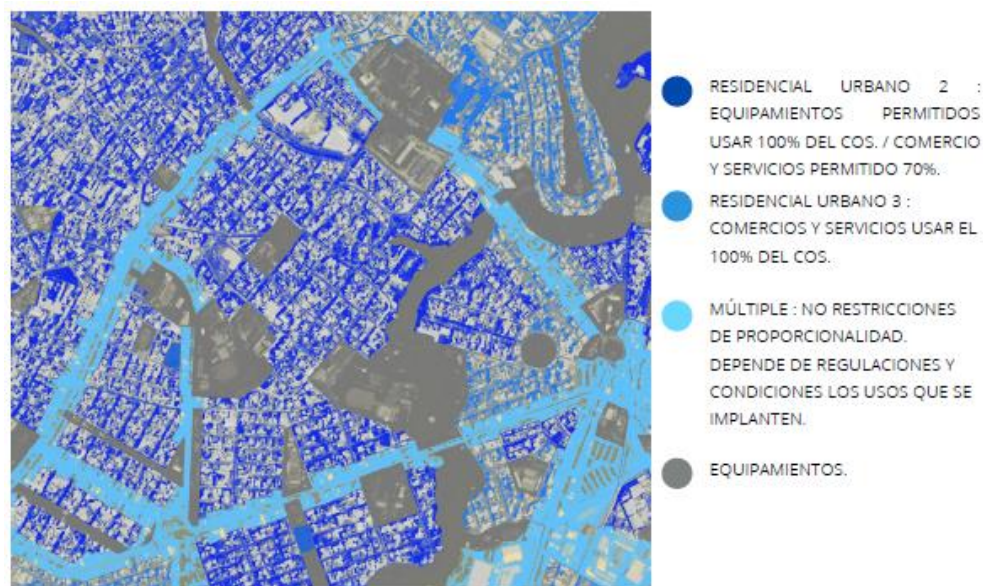 RESIDENCIAL URBANO 2 :
EQUIPAMIENTOS PERMITIDOS
USAR 100% DEL COS. / COMERCIO
Y SERVICIOS PERMITIDO 70%.
RESIDENCIAL URBANO 3 :
COMERCIOS Y SERVICIOS USAR EL
100% DEL COS.
MÚLTIPLE : NO RESTRICCIONES
DE PROPORCIONALIDAD.
DEPENDE DE REGULACIONES Y
CONDICIONES LOS USOS QUE SE
IMPLANTEN.
EQUIPAMIENTOS.